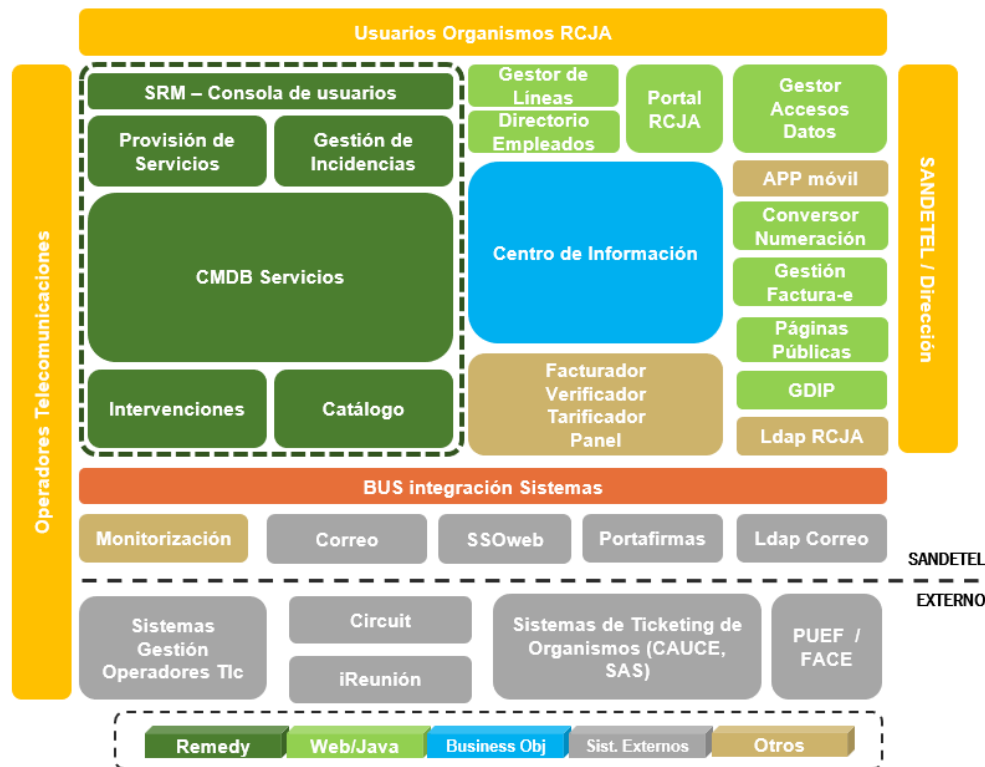 Usuarios Organismos RCJA
Operadores Telecomunicaciones
SRM – Consola de usuarios
Provisión de
Servicios
Gestión de
Incidencias
CMDB Servicios
Intervenciones
Catálogo
Gestor de
Líneas
Directorio
Empleados
Portal
RCJA
Centro de Información
Facturador
Verificador
Tarificador
Panel
Gestor
Accesos
Datos
APP móvil
Conversor
Numeración
Gestión
Factura-e
Páginas
Públicas
GDIP
Ldap RCJA
SANDETEL / Dirección
BUS integración Sistemas
Monitorización
Correo
SSOweb
Portafirmas
Ldap Correo
SANDETEL
EXTERNO
Sistemas
Gestión
Operadores Tlc
Circuit
iReunión
Sistemas de Ticketing de
Organismos (CAUCE,
SAS)
PUEF /
FACE
Remedy
Web/Java
Business Obj
Sist. Externos
Otros